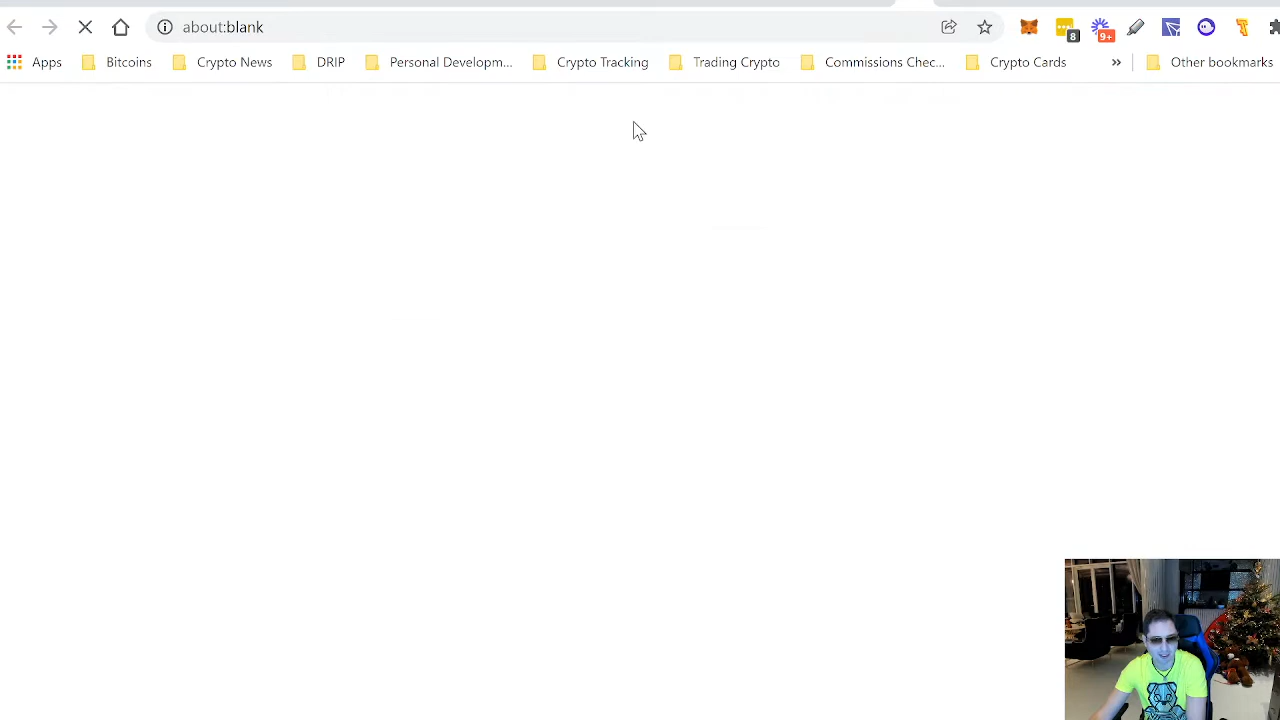 about:blank
8
9+
Apps
Bitcoins
Crypto News
DRIP
Personal Developm...
Crypto Tracking
Trading Crypto
Commissions Chec...
Crypto Cards
»
Other bookmarks